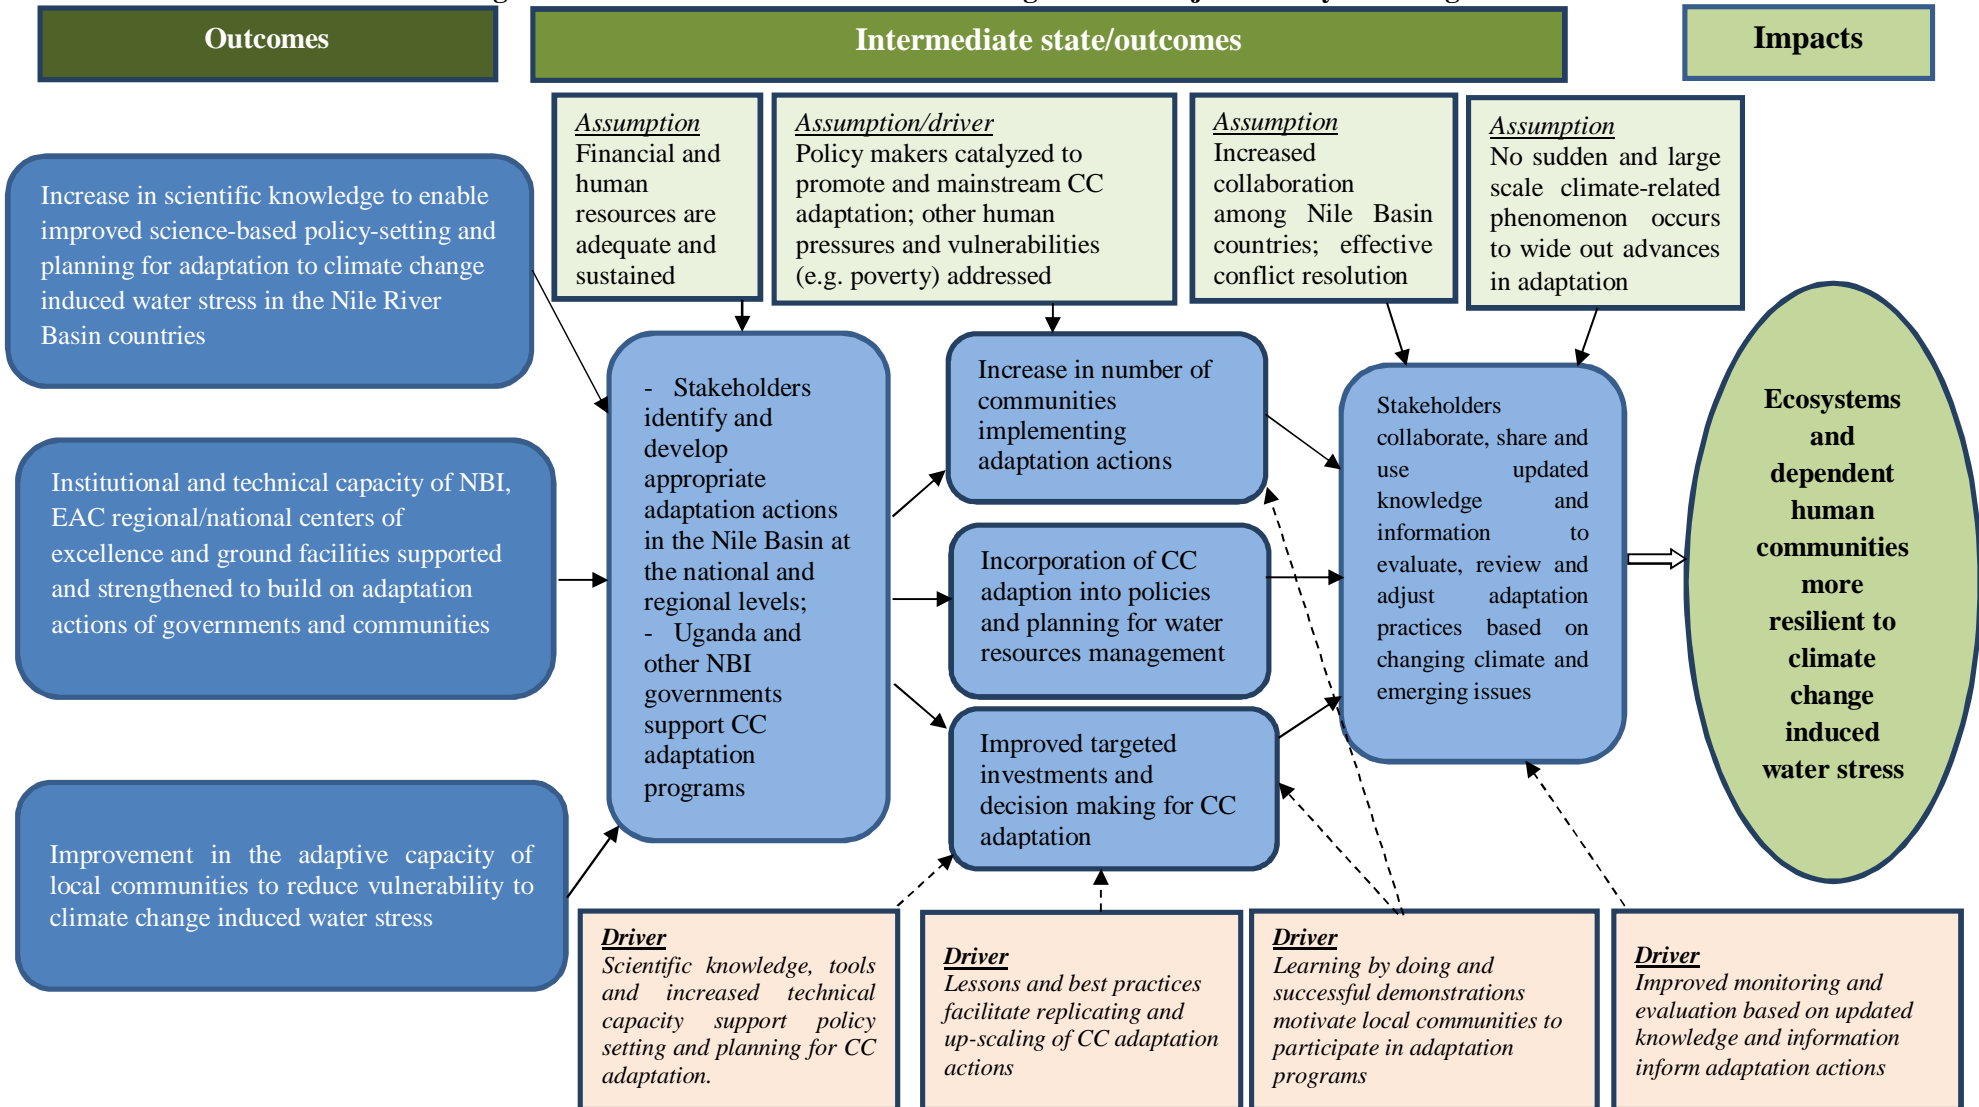 Outcomes
Intermediate state/outcomes
Impacts
Assumption
Financial and
human
resources are
adequate and
sustained
Assumption/driver
Policy makers catalyzed to
promote and mainstream CC
adaptation; other human
pressures and vulnerabilities
(e.g. poverty) addressed
Assumption
Increased
collaboration
among Nile Basin
countries; effective
conflict resolution
Assumption
No sudden and large
scale climate-related
phenomenon occurs
to wide out advances
in adaptation
Increase in scientific knowledge to enable
improved science-based policy-setting and
planning for adaptation to climate change
induced water stress in the Nile River
Basin countries
Institutional and technical capacity of NBI,
EAC regional/national centers of
excellence and ground facilities supported
and strengthened to build on adaptation
actions of governments and communities
Improvement in the adaptive capacity of
local communities to reduce vulnerability to
climate change induced water stress
- Stakeholders
identify and
develop
appropriate
adaptation actions
in the Nile Basin at
the national and
regional levels;
- Uganda and
other NBI
governments
support CC
adaptation
programs
Increase in number of
communities
implementing
adaptation actions
Incorporation of CC
adaption into policies
and planning for water
resources management
Improved targeted
investments and
decision making for CC
adaptation
Stakeholders
collaborate, share and
use updated
knowledge and
information to
evaluate, review and
adjust adaptation
practices based on
changing climate and
emerging issues
Ecosystems
and
dependent
human
communities
more
resilient to
climate
change
induced
water stress
Driver
Scientific knowledge, tools
and increased technical
capacity support policy
setting and planning for CC
adaptation.
Driver
Lessons and best practices
facilitate replicating and
up-scaling of CC adaptation
actions
Driver
Learning by doing and
successful demonstrations
motivate local communities to
participate in adaptation
programs
Driver
Improved monitoring and
evaluation based on updated
knowledge and information
inform adaptation actions